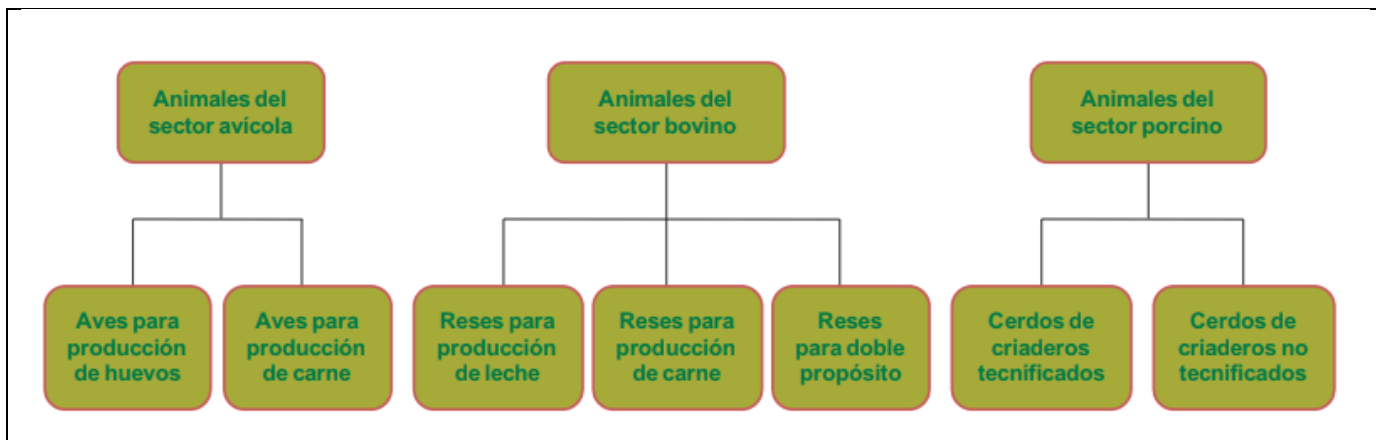 Animales del
sector avícola
Animales del
sector bovino
Animales del
sector porcino
Aves para
producción
de huevos
Aves para
producción
de carne
Reses para
producción
de leche
Reses para
producción
de carne
Reses
para doble
propósito
Cerdos de
criaderos
tecnificados
Cerdos de
criaderos no
tecnificados